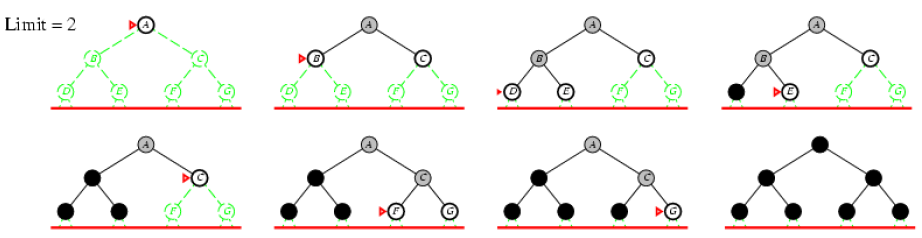 Limit = 2
A A A A
B C B C B C B C
D E F G D E F G D E F G E F G
A A A
C C C
F G F G G